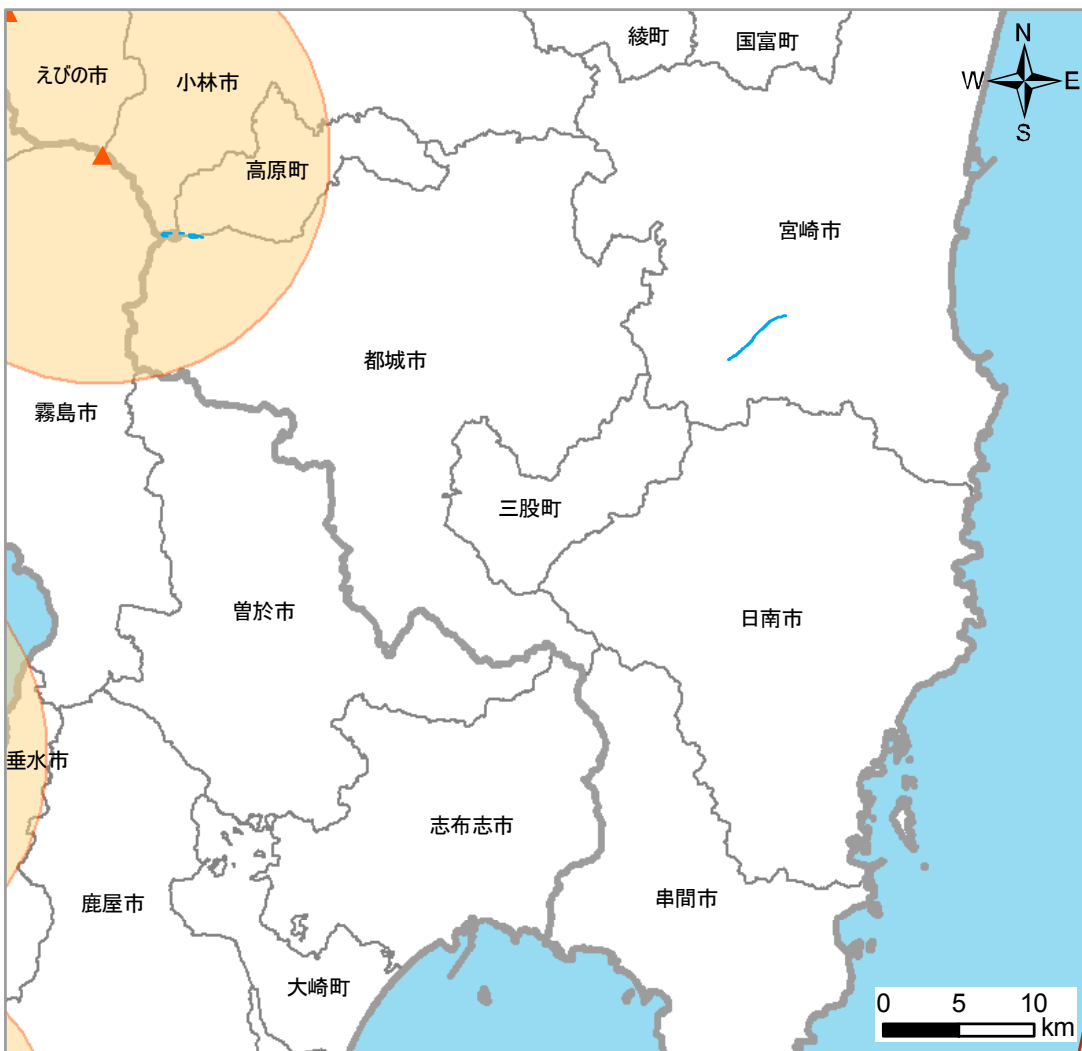 綾町
国富町
N
W
E
S
えびの市
小林市
高原町
宮崎市
都城市
霧島市
三股町
曽於市
日南市
垂水市
志布志市
鹿屋市
串間市
大崎町
0 5 10
km